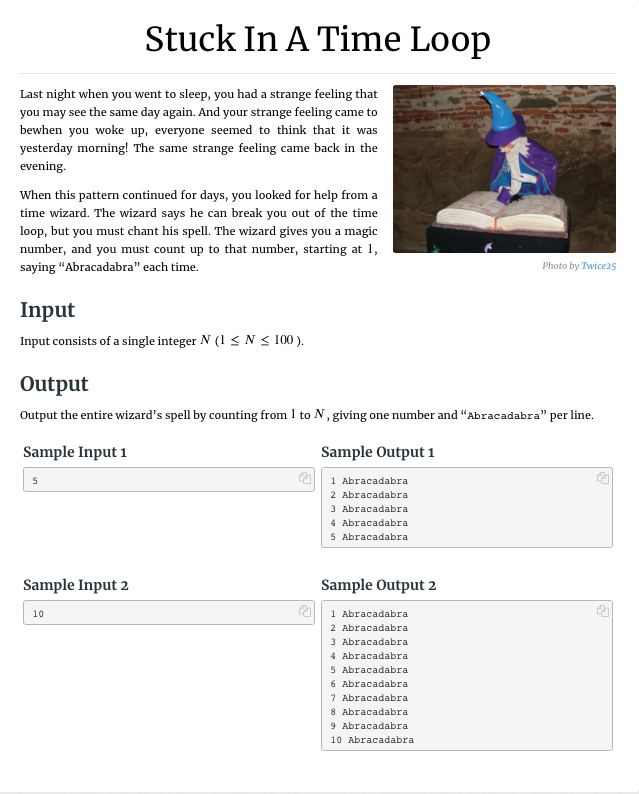 Stuck In A Time Loop
Last night when you went to sleep, you had a strange feeling that
you may see the same day again. And your strange feeling came to
bewhen you woke up, everyone seemed to think that it was
yesterday morning! The same strange feeling came back in the
evening.
When this pattern continued for days, you looked for help from a
time wizard. The wizard says he can break you out of the time
loop, but you must chant his spell. The wizard gives you a magic
number, and you must count up to that number, starting at 1,
saying “Abracadabra” each time.
Photo by Twice25
Input
Input consists of a single integer N (1 ≤ N ≤ 100 ).
Output
Output the entire wizard’s spell by counting from 1 to N , giving one number and “Abracadabra” per line.
Sample Input 1
5
Sample Output 1
1 Abracadabra
2 Abracadabra
3 Abracadabra
4 Abracadabra
5 Abracadabra
Sample Input 2
10
Sample Output 2
1 Abracadabra
2 Abracadabra
3 Abracadabra
4 Abracadabra
5 Abracadabra
6 Abracadabra
7 Abracadabra
8 Abracadabra
9 Abracadabra
10 Abracadabra